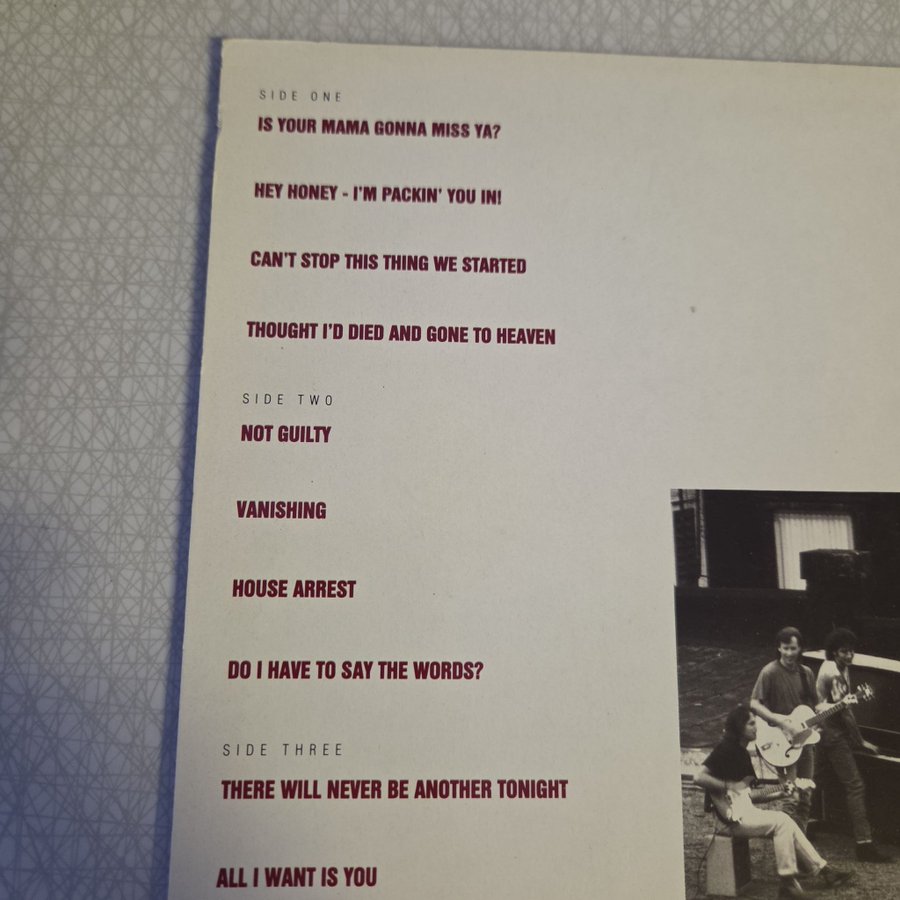 SIDE ONE
IS YOUR MAMA GONNA MISS YA?
HEY HONEY - I'M PACKIN' YOU IN!
CAN'T STOP THIS THING WE STARTED
THOUGHT I'D DIED AND GONE TO HEAVEN
SIDE TWO
NOT GUILTY
VANISHING
HOUSE ARREST
DO I HAVE TO SAY THE WORDS?
SIDE THREE
THERE WILL NEVER BE ANOTHER TONIGHT
ALL I WANT IS YOU